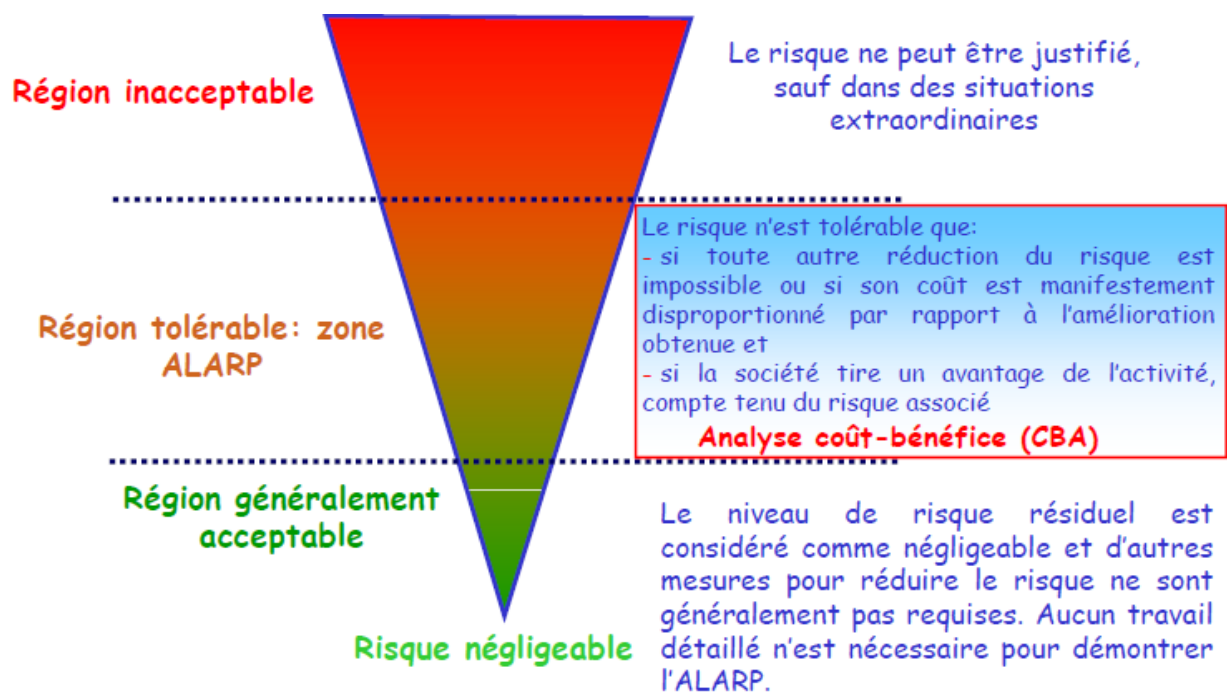 Région inacceptable
Le risque ne peut être justifié,
sauf dans des situations
extraordinaires
Région tolérable: zone
ALARP
Le risque n'est tolérable que:
- si toute autre réduction du risque est
impossible ou si son coût est manifestement
disproportionné par rapport à l'amélioration
obtenue et
- si la société tire un avantage de l'activité,
compte tenu du risque associé
Analyse coût-bénéfice (CBA)
Région généralement
acceptable
Le niveau de risque résiduel est
considéré comme négligeable et d'autres
mesures pour réduire le risque ne sont
généralement pas requises. Aucun travail
détaillé n'est nécessaire pour démontrer
l'ALARP.
Risque négligeable